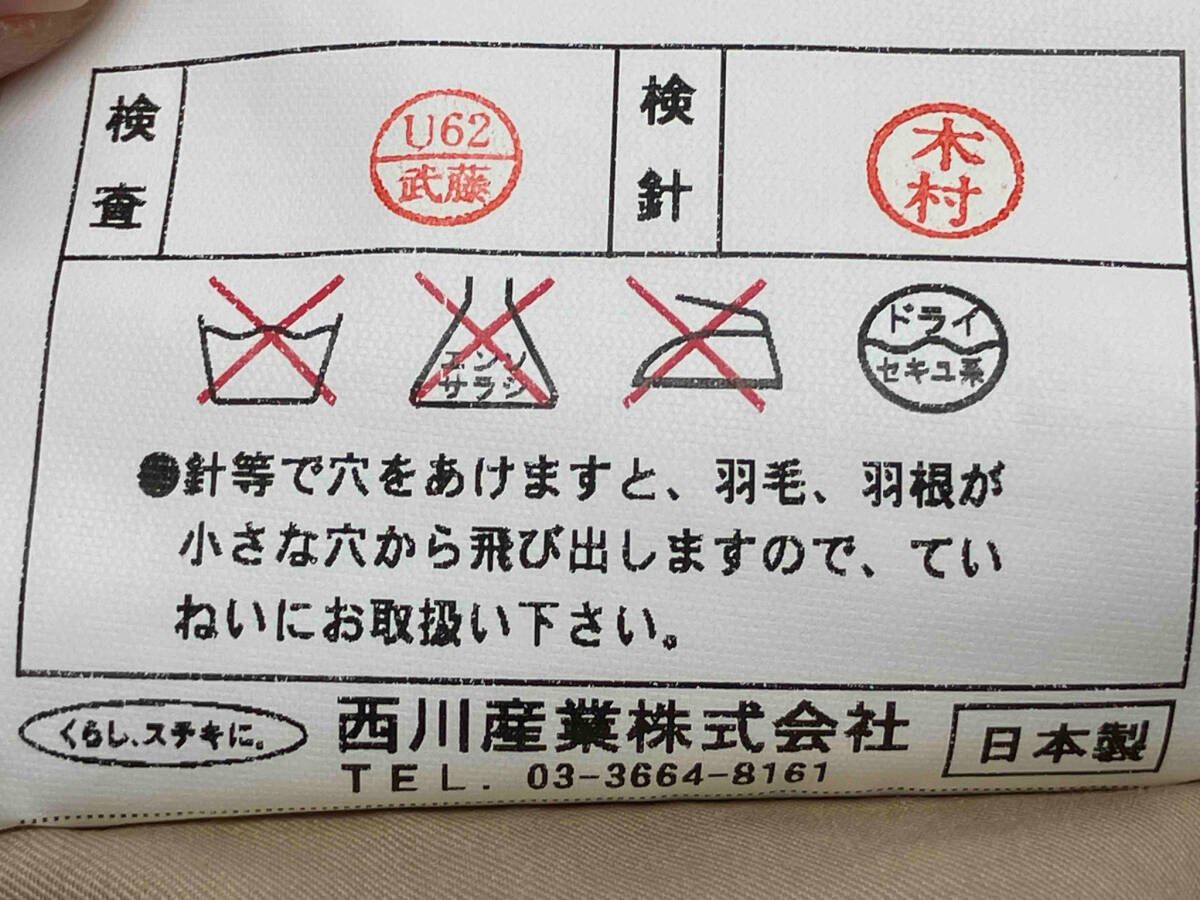 検査
U62
武藤
検針
木村
エンソ
サラシ
ドライ
セキユ系
●針等で穴をあけますと、羽毛、羽根が
小さな穴から飛び出しますので、てい
ねいにお取扱い下さい。
くらし、ステキに。
西川産業株式会社
TEL. 03-3664-8161
日本製